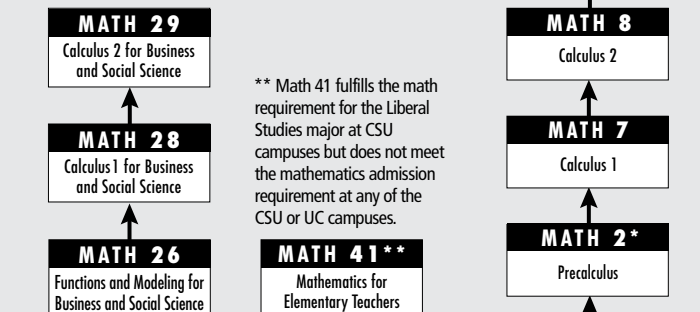 MATH 29
Calculus 2 for Business
and Social Science
MATH 28
Calculus 1 for Business
and Social Science
MATH 26
Functions and Modeling for
Business and Social Science
** Math 41 fulfills the math
requirement for the Liberal
Studies major at CSU
campuses but does not meet
the mathematics admission
requirement at any of the
CSU or UC campuses.
MATH 41**
Mathematics for
Elementary Teachers
MATH 8
Calculus 2
MATH 7
Calculus 1
MATH 2*
Precalculus